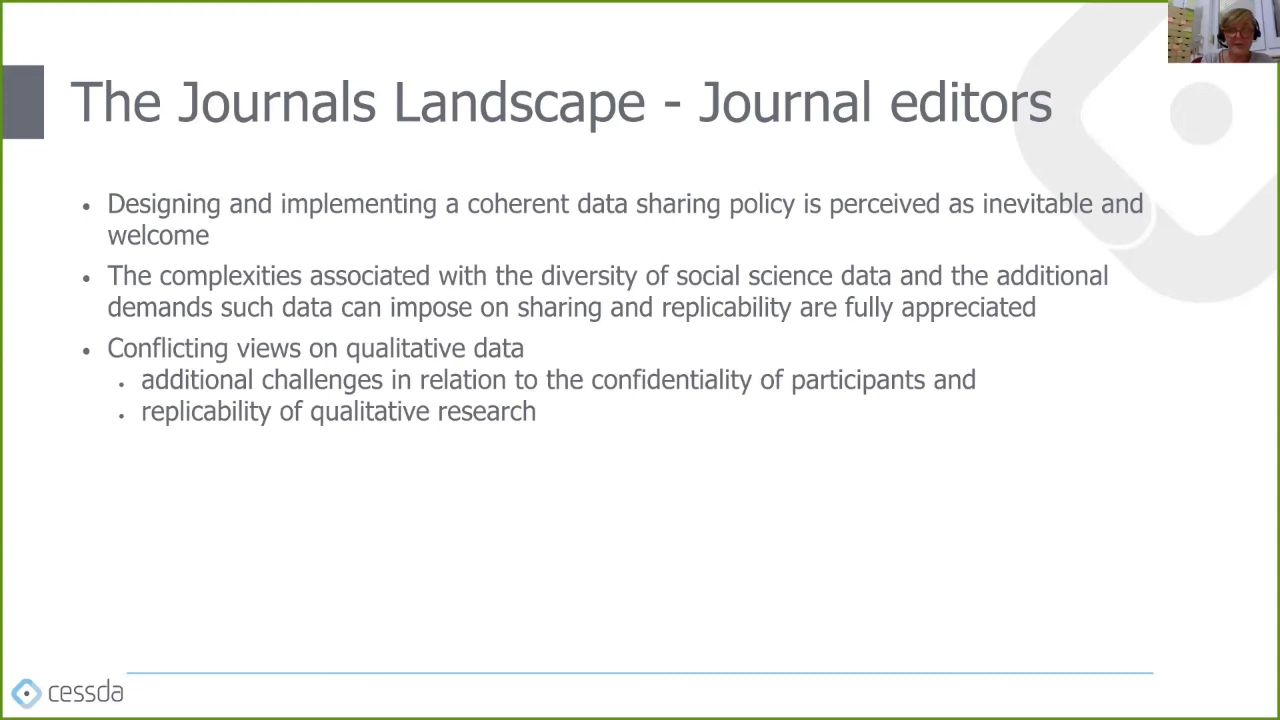 The Journals Landscape - Journal editors
• Designing and implementing a coherent data sharing policy is perceived as inevitable and
welcome
• The complexities associated with the diversity of social science data and the additional
demands such data can impose on sharing and replicability are fully appreciated
• Conflicting views on qualitative data
• additional challenges in relation to the confidentiality of participants and
• replicability of qualitative research
cessda